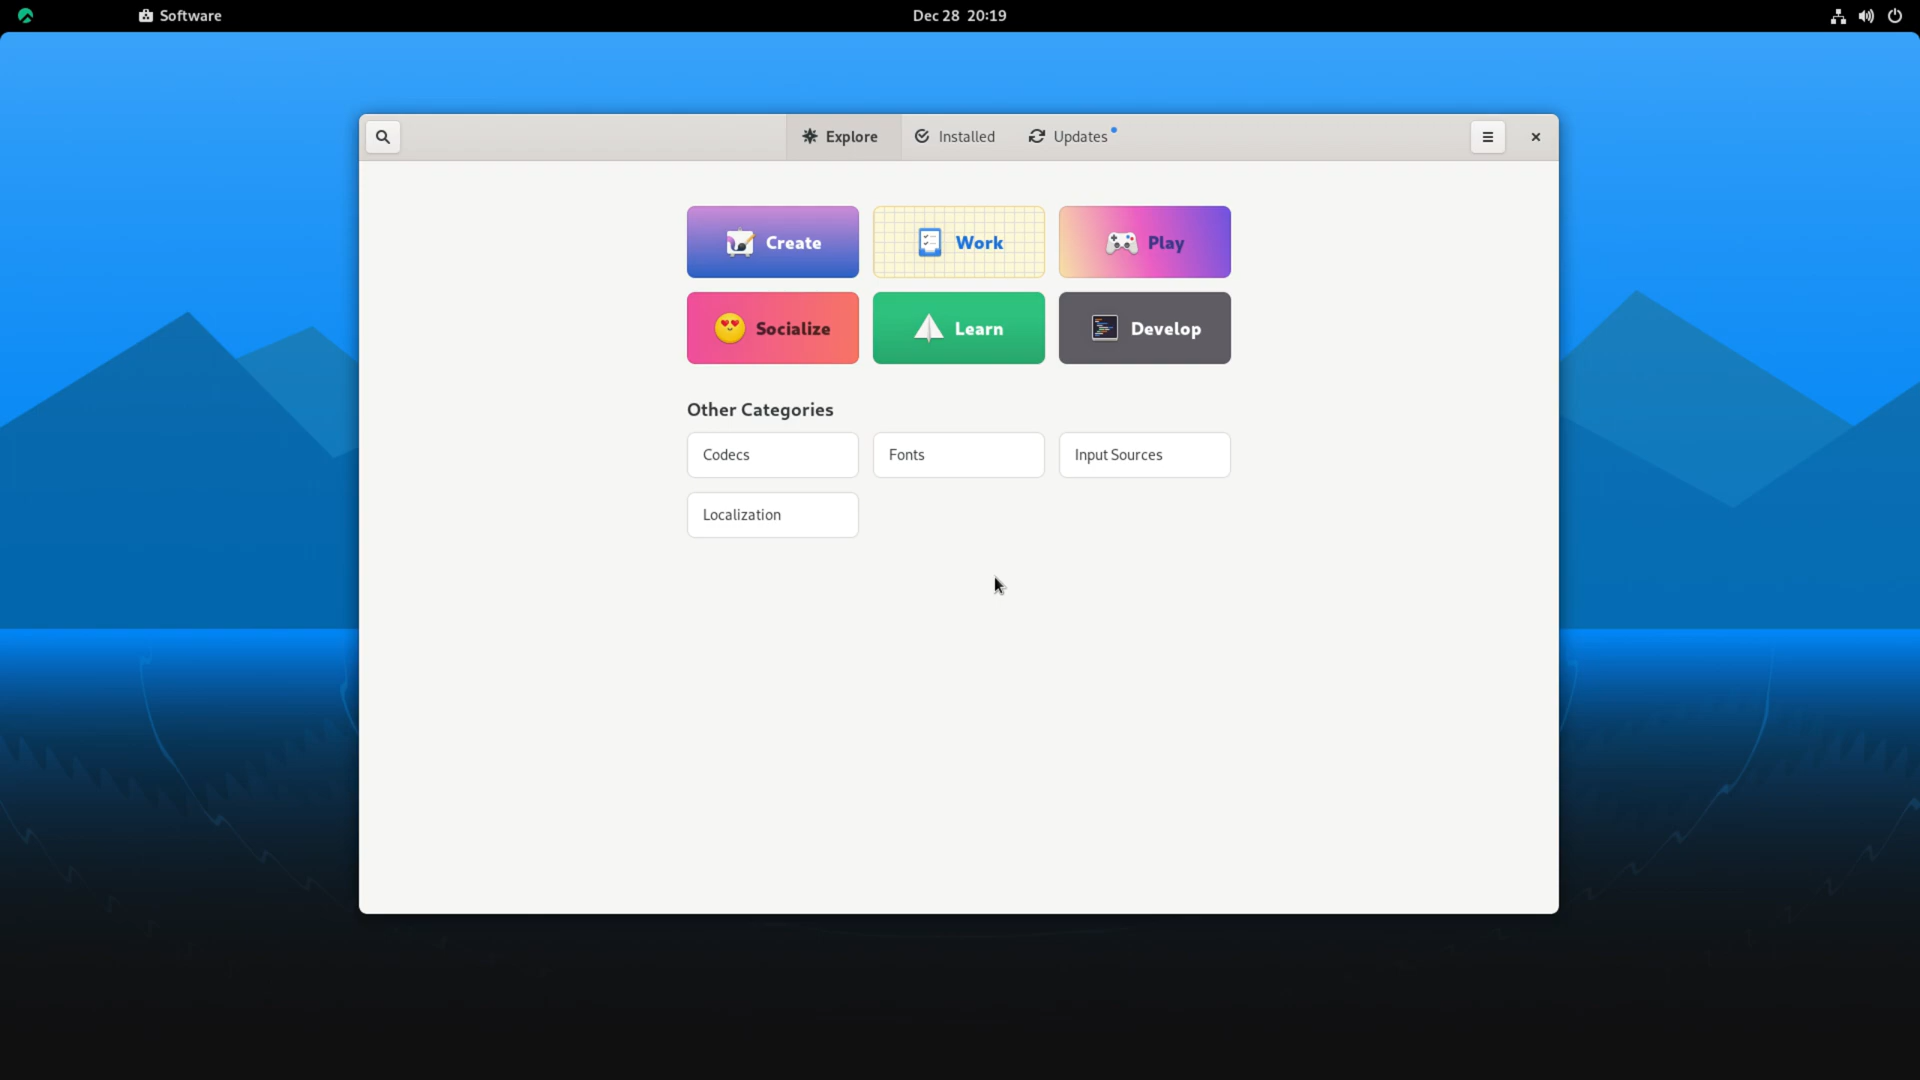 Software
Dec 28 20:19
Explore
Installed
Updates
Create
Work
Play
Socialize
Learn
Develop
Other Categories
Codecs
Fonts
Input Sources
Localization